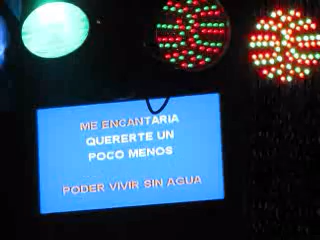 ME ENCANTARIA
QUERERTE UN
POCO MENOS
PODER VIVIR SIN AGUA